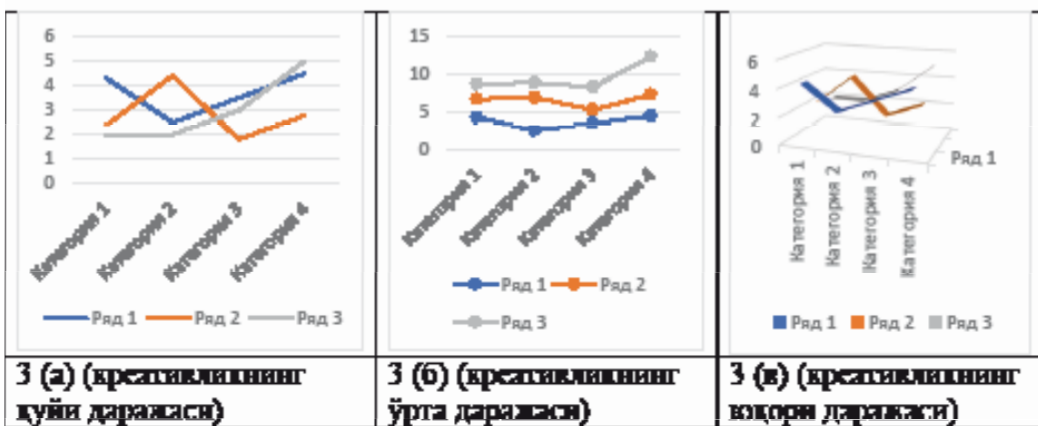 6
5
4
3
2
1
0
Категория 1
Категория 2
Категория 3
Категория 4
Ряд 1 Ряд 2 Ряд 3
15
10
5
0
Категория 1
Категория 2
Категория 3
Категория 4
Ряд 1 Ряд 2
Ряд 3
6
4
2
0
Категория 1
Категория 2
Категория 3
Категория 4
Ряд 1
Ряд 1 Ряд 2 Ряд 3
3 (а) (креативликнинг
қуйи даражаси)
3 (б) (креативликнинг
ўрта даражаси)
3 (в) (креативликнинг
юқори даражаси)